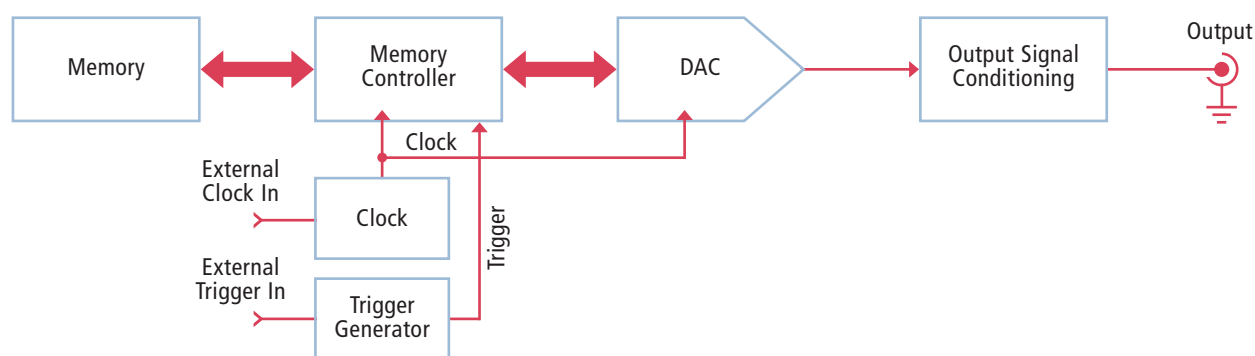 Memory
Memory
Controller
DAC
Output Signal
Conditioning
Output
Clock
External
Clock In
Clock
Trigger
External
Trigger In
Trigger
Generator